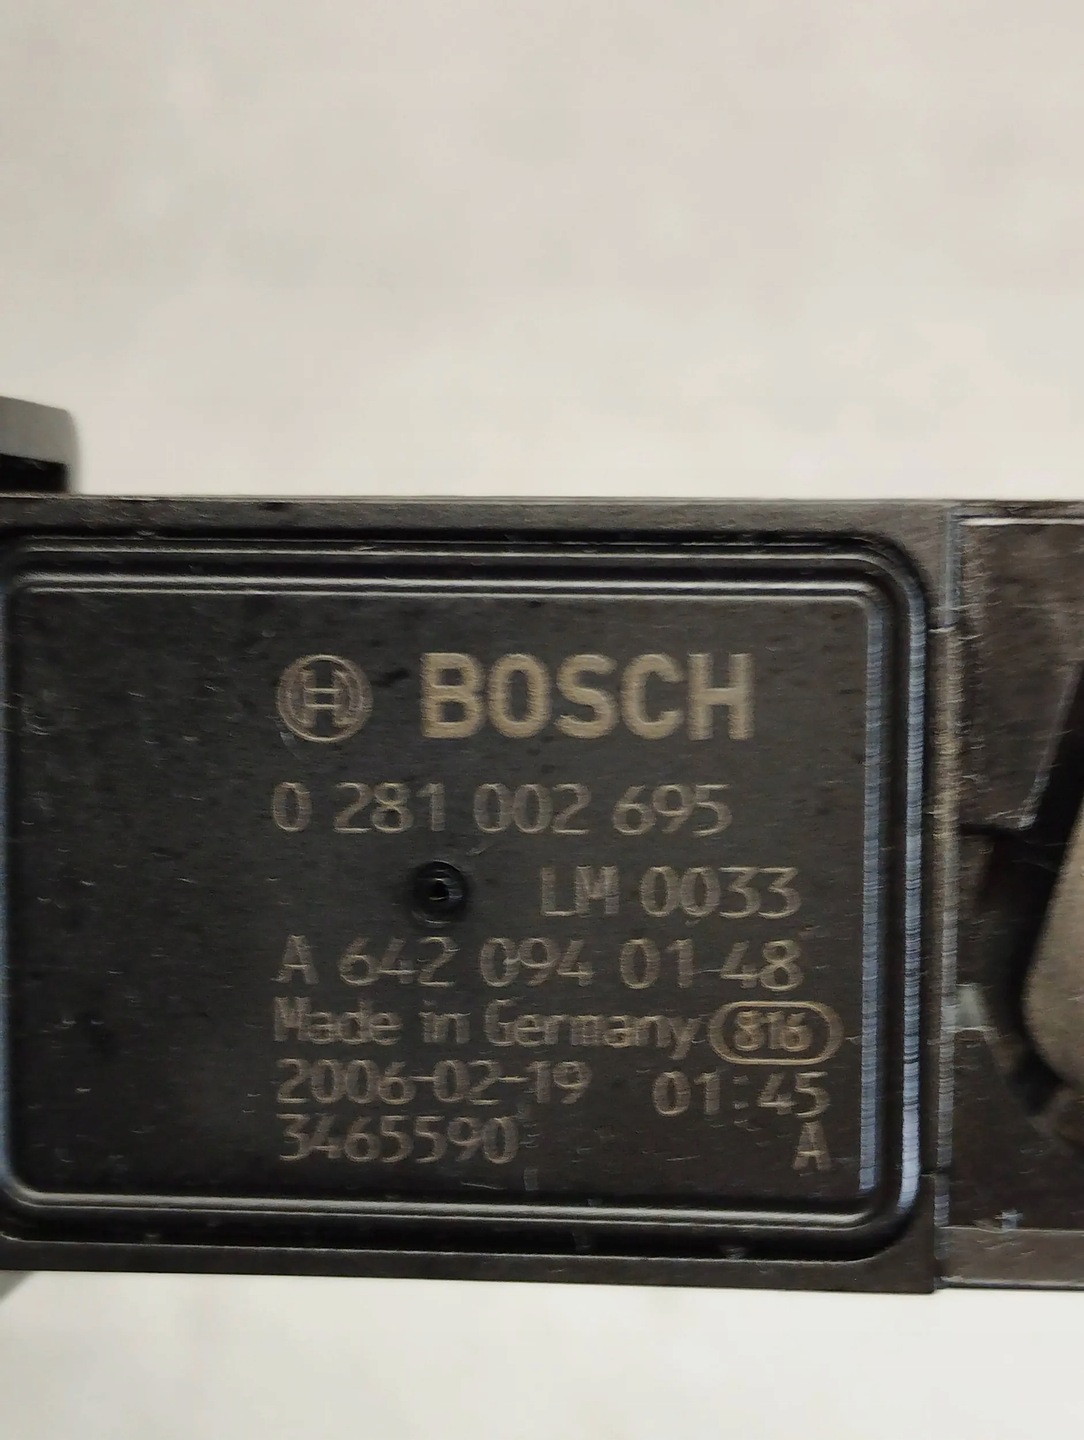 BOSCH
0 281 002 695
LM 0033
A 642 094 01 48
Made in Germany 816
2006-02-19 01:45
3465590 A